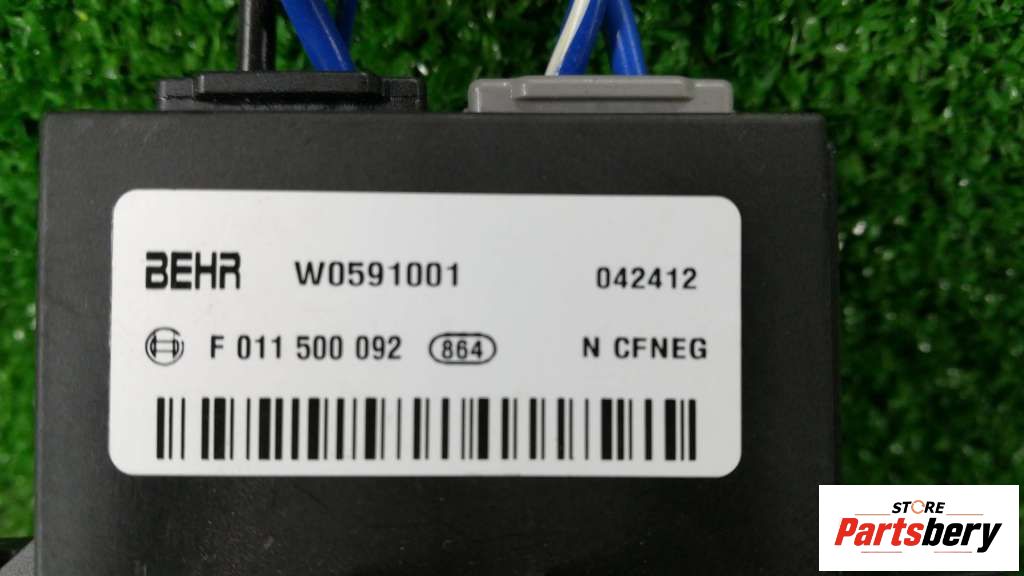 BEHR W0591001 042412
F 011 500 092 864 N CFNEG
STORE
Partsbery